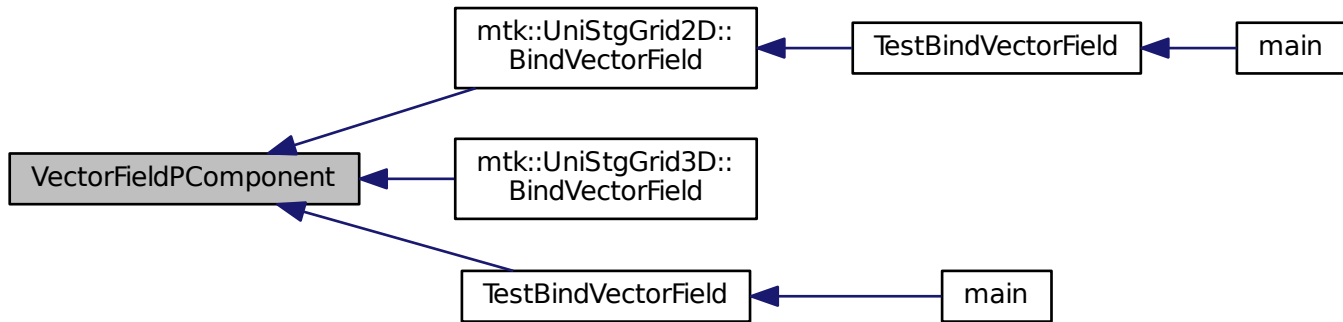 mtk::UniStgGrid2D::
BindVectorField
TestBindVectorField
main
VectorFieldPComponent
mtk::UniStgGrid3D::
BindVectorField
TestBindVectorField
main